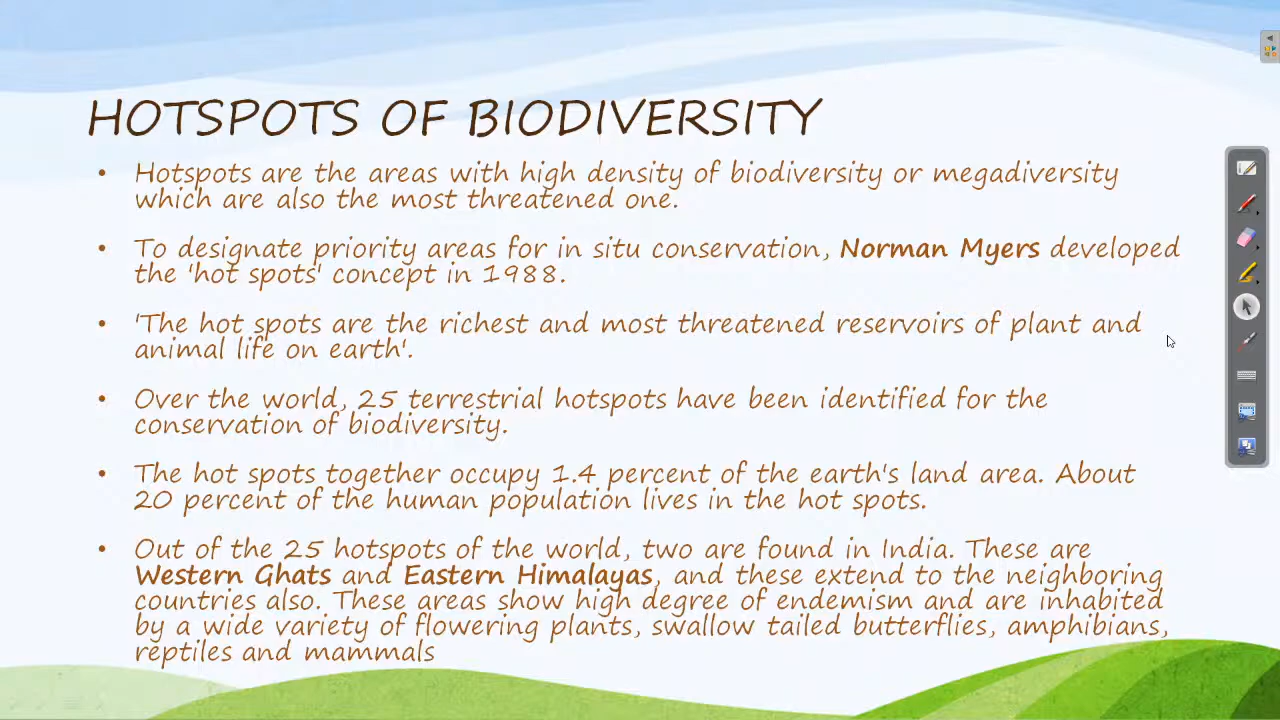 HOTSPOTS OF BIODIVERSITY
• Hotspots are the areas with high density of biodiversity or megadiversity
which are also the most threatened one.
• To designate priority areas for in situ conservation, Norman Myers developed
the 'hot spots' concept in 1988.
• 'The hot spots are the richest and most threatened reservoirs of plant and
animal life on earth'.
• Over the world, 25 terrestrial hotspots have been identified for the
conservation of biodiversity.
• The hot spots together occupy 1.4 percent of the earth's land area. About
20 percent of the human population lives in the hot spots.
• Out of the 25 hotspots of the world, two are found in India. These are
Western Ghats and Eastern Himalayas, and these extend to the neighboring
countries also. These areas show high degree of endemism and are inhabited
by a wide variety of flowering plants, swallow tailed butterflies, amphibians,
reptiles and mammals